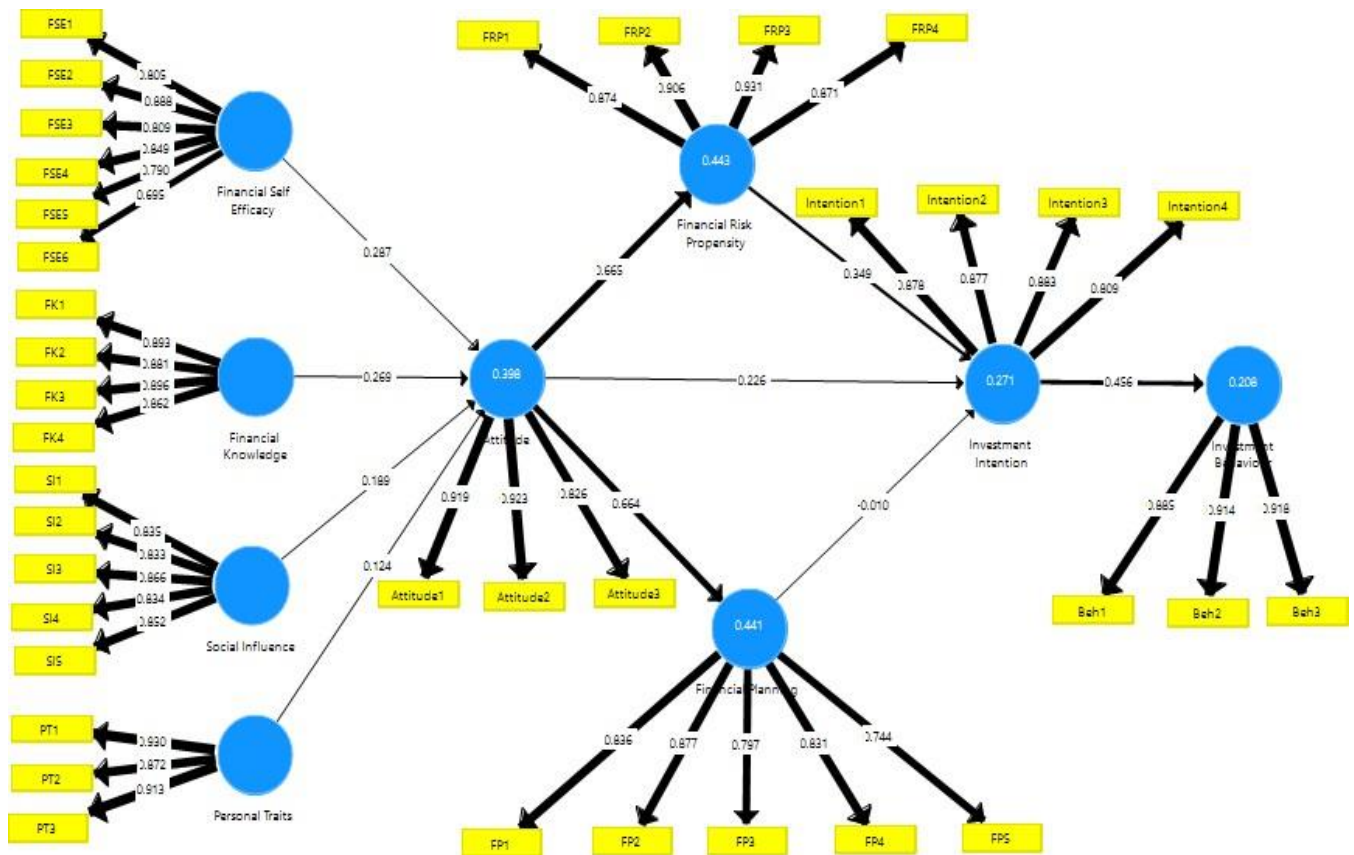 FSE1
FSE2
FSE3
FSE4
FSE5
FSE6
0.805
0.888
0.809
0.849
0.790
0.695
Financial Self
Efficacy
0.287
FK1
FK2
FK3
FK4
0.893
0.881
0.896
0.862
Financial
Knowledge
0.269
SI1
SI2
SI3
SI4
SI5
0.835
0.833
0.866
0.834
0.852
Social Influence
0.189
PT1
PT2
PT3
0.930
0.872
0.913
Personal Traits
0.124
0.398
Attitude
0.919
0.923
0.826
Attitude1
Attitude2
Attitude3
0.665
0.226
0.664
FRP1
FRP2
FRP3
FRP4
0.874
0.906
0.931
0.871
0.443
Financial Risk
Propensity
0.349
0.441
Financial Planning
-0.010
0.836
0.877
0.797
0.831
0.744
FP1
FP2
FP3
FP4
FP5
Intention1
Intention2
Intention3
Intention4
0.878
0.877
0.883
0.809
0.271
Investment
Intention
0.456
0.208
Investment
Behaviour
0.885
0.914
0.918
Beh1
Beh2
Beh3